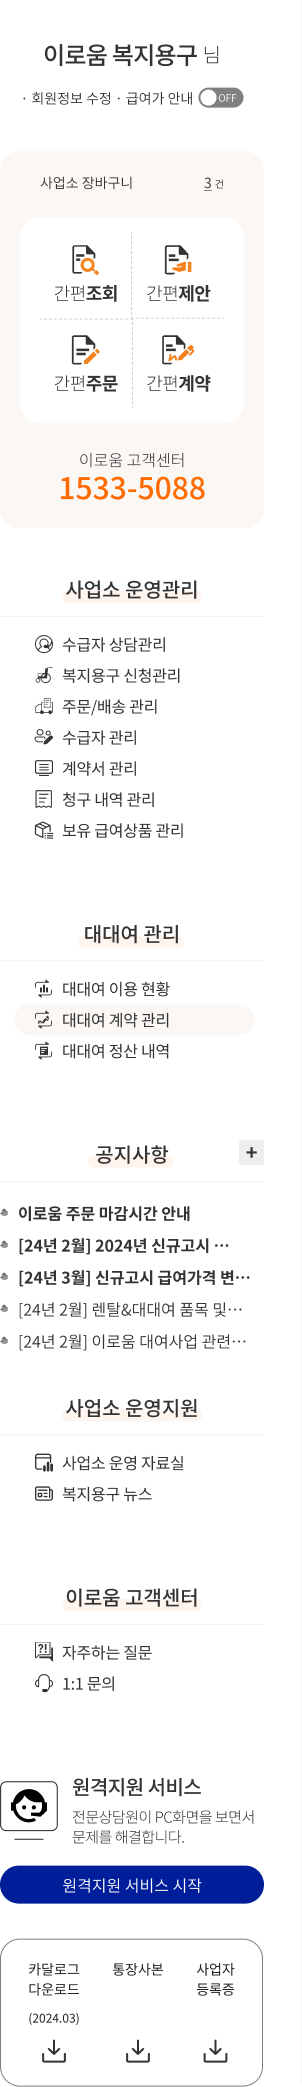 이로움 복지용구 님
· 회원정보 수정 · 급여가 안내 OFF
사업소 장바구니 3 건
간편조회 간편제안
간편주문 간편계약
이로움 고객센터
1533-5088
사업소 운영관리
수급자 상담관리
복지용구 신청관리
주문/배송 관리
수급자 관리
계약서 관리
청구 내역 관리
보유 급여상품 관리
대대여 관리
대대여 이용 현황
대대여 계약 관리
대대여 정산 내역
공지사항 +
이로움 주문 마감시간 안내
[24년 2월] 2024년 신규고시 …
[24년 3월] 신규고시 급여가격 변…
[24년 2월] 렌탈&대대여 품목 및…
[24년 2월] 이로움 대여사업 관련…
사업소 운영지원
사업소 운영 자료실
복지용구 뉴스
이로움 고객센터
자주하는 질문
1:1 문의
원격지원 서비스
전문상담원이 PC화면을 보면서
문제를 해결합니다.
원격지원 서비스 시작
카달로그 통장사본 사업자
다운로드 등록증
(2024.03)